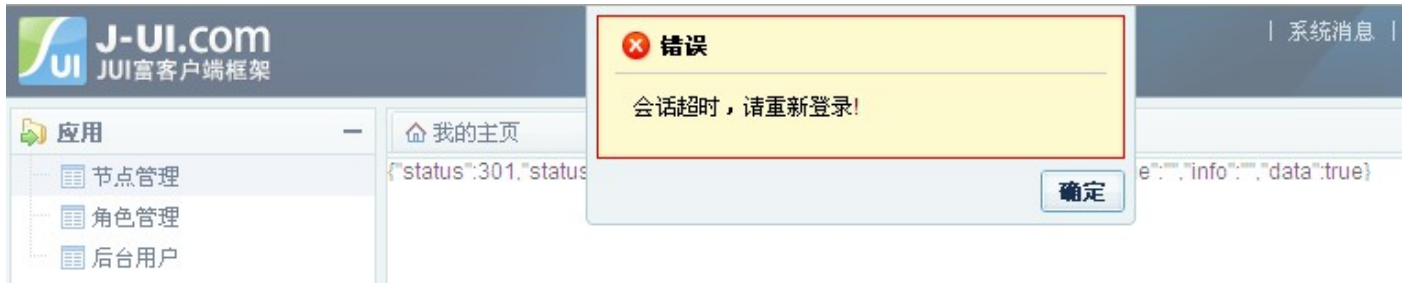 J-UI.com
JUI富客户端框架
| 系统消息 |
错误
会话超时，请重新登录!
确定
应用
节点管理
角色管理
后台用户
我的主页
{"status":301,"status
e":"","info":"","data":true}